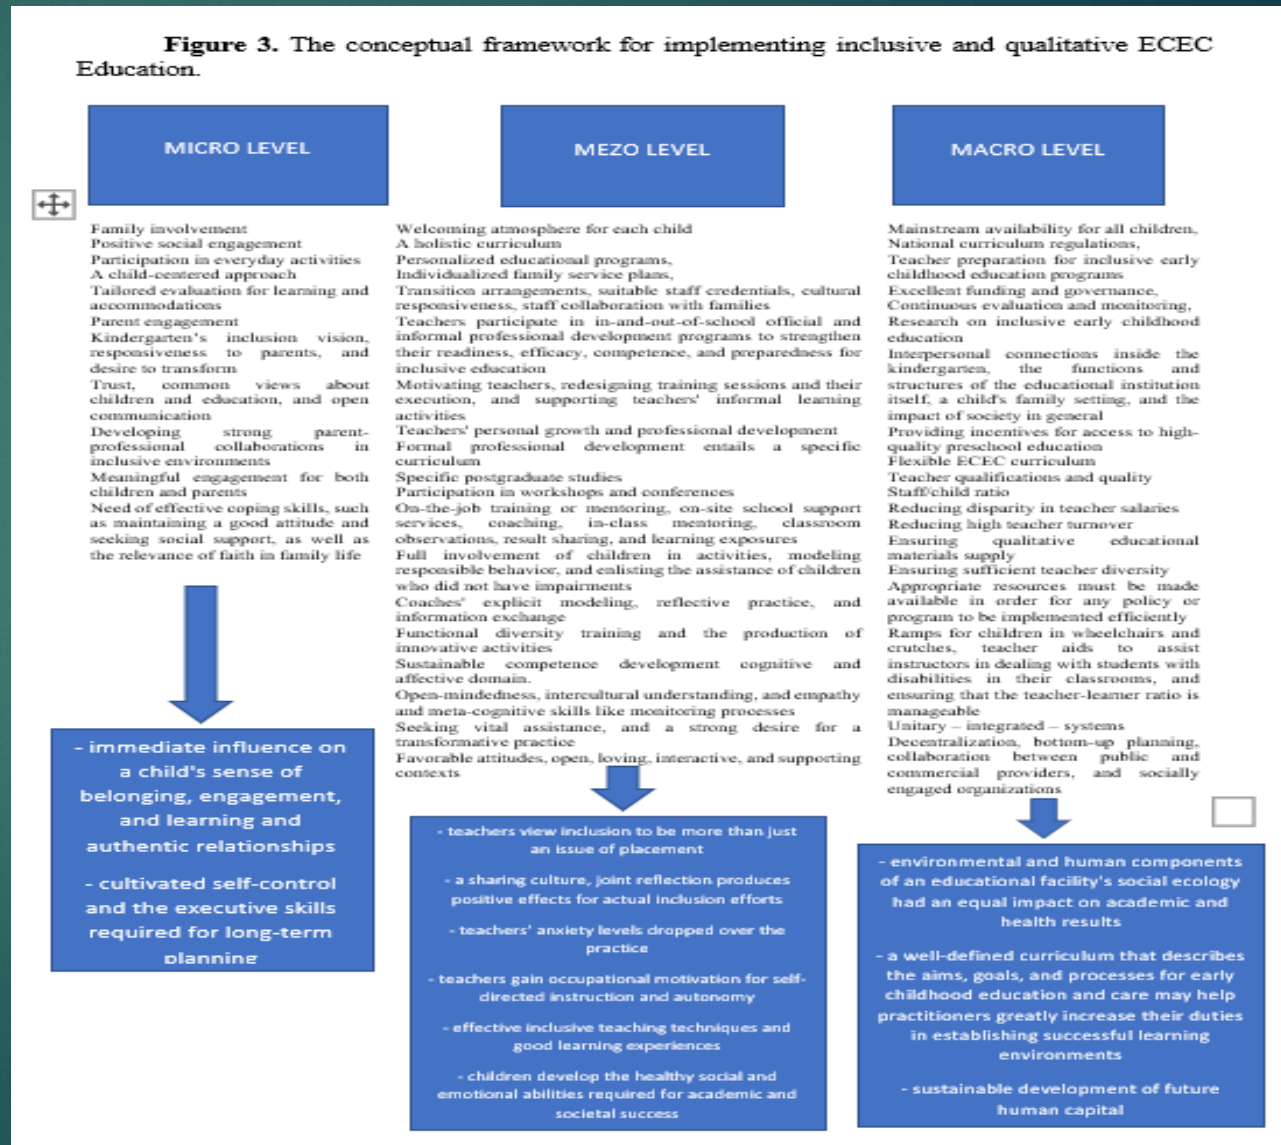 Figure 3. The conceptual framework for implementing inclusive and qualitative ECEC
Education.
MICRO LEVEL
Family involvement
Positive social engagement
Participation in everyday activities
A child-centered approach
Tailored evaluation for learning and
accommodations
Parent engagement
Kindergarten's inclusion vision,
responsiveness to parents, and
desire to transform
Trust, common views about
children and education, and open
communication
Developing strong parent-
professional collaborations in
inclusive environments
Meaningful engagement for both
children and parents
Need of effective coping skills, such
as maintaining a good attitude and
seeking social support, as well as
the relevance of faith in family life
- immediate influence on
a child's sense of
belonging, engagement,
and learning and
authentic relationships
- cultivated self-control
and the executive skills
required for long-term
planning
MEZO LEVEL
Welcoming atmosphere for each child
A holistic curriculum
Personalized educational programs,
Individualized family service plans,
Transition arrangements, suitable staff credentials, cultural
responsiveness, staff collaboration with families
Teachers participate in in-and-out-of-school official and
informal professional development programs to strengthen
their readiness, efficacy, competence, and preparedness for
inclusive education
Motivating teachers, redesigning training sessions and their
execution, and supporting teachers' informal learning
activities
Teachers' personal growth and professional development
Formal professional development entails a specific
curriculum
Specific postgraduate studies
Participation in workshops and conferences
On-the-job training or mentoring, on-site school support
services, coaching, in-class mentoring, classroom
observations, result sharing, and learning exposures
Full involvement of children in activities, modeling
responsible behavior, and enlisting the assistance of children
who did not have impairments
Coaches' explicit modeling, reflective practice, and
information exchange
Functional diversity training and the production of
innovative activities
Sustainable competence development cognitive and
affective domain.
Open-mindedness, intercultural understanding, and empathy
and meta-cognitive skills like monitoring processes
Seeking vital assistance, and a strong desire for a
transformative practice
Favorable attitudes, open, loving, interactive, and supporting
contexts
- teachers view inclusion to be more than just
an issue of placement
- a sharing culture, joint reflection produces
positive effects for actual inclusion efforts
- teachers' anxiety levels dropped over the
practice
- teachers gain occupational motivation for self-
directed instruction and autonomy
- effective inclusive teaching techniques and
good learning experiences
- children develop the healthy social and
emotional abilities required for academic and
societal success
MACRO LEVEL
Mainstream availability for all children,
National curriculum regulations,
Teacher preparation for inclusive early
childhood education programs
Excellent funding and governance,
Continuous evaluation and monitoring,
Research on inclusive early childhood
education
Interpersonal connections inside the
kindergarten, the functions and
structures of the educational institution
itself, a child's family setting, and the
impact of society in general
Providing incentives for access to high-
quality preschool education
Flexible ECEC curriculum
Teacher qualifications and quality
Staff/child ratio
Reducing disparity in teacher salaries
Reducing high teacher turnover
Ensuring qualitative educational
materials supply
Ensuring sufficient teacher diversity
Appropriate resources must be made
available in order for any policy or
program to be implemented efficiently
Ramps for children in wheelchairs and
crutches, teacher aids to assist
instructors in dealing with students with
disabilities in their classrooms, and
ensuring that the teacher-learner ratio is
manageable
Unitary – integrated – systems
Decentralization, bottom-up planning,
collaboration between public and
commercial providers, and socially
engaged organizations
- environmental and human components
of an educational facility's social ecology
had an equal impact on academic and
health results
- a well-defined curriculum that describes
the aims, goals, and processes for early
childhood education and care may help
practitioners greatly increase their duties
in establishing successful learning
environments
- sustainable development of future
human capital